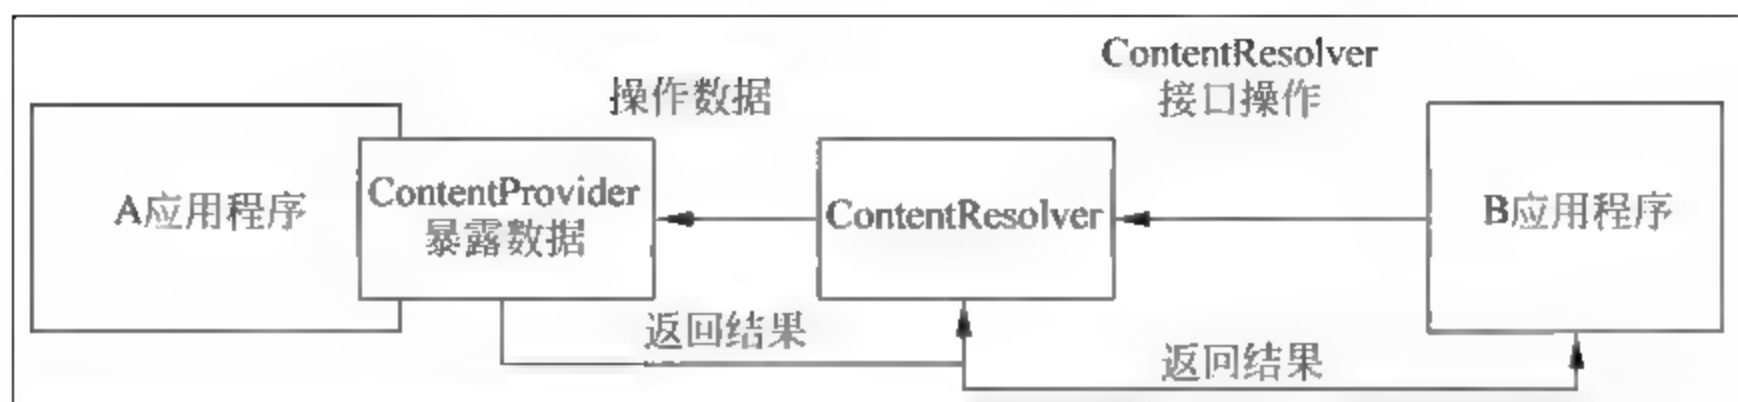 ContentResolver
接口操作
操作数据
A应用程序
ContentProvider
暴露数据
ContentResolver
B应用程序
返回结果
返回结果